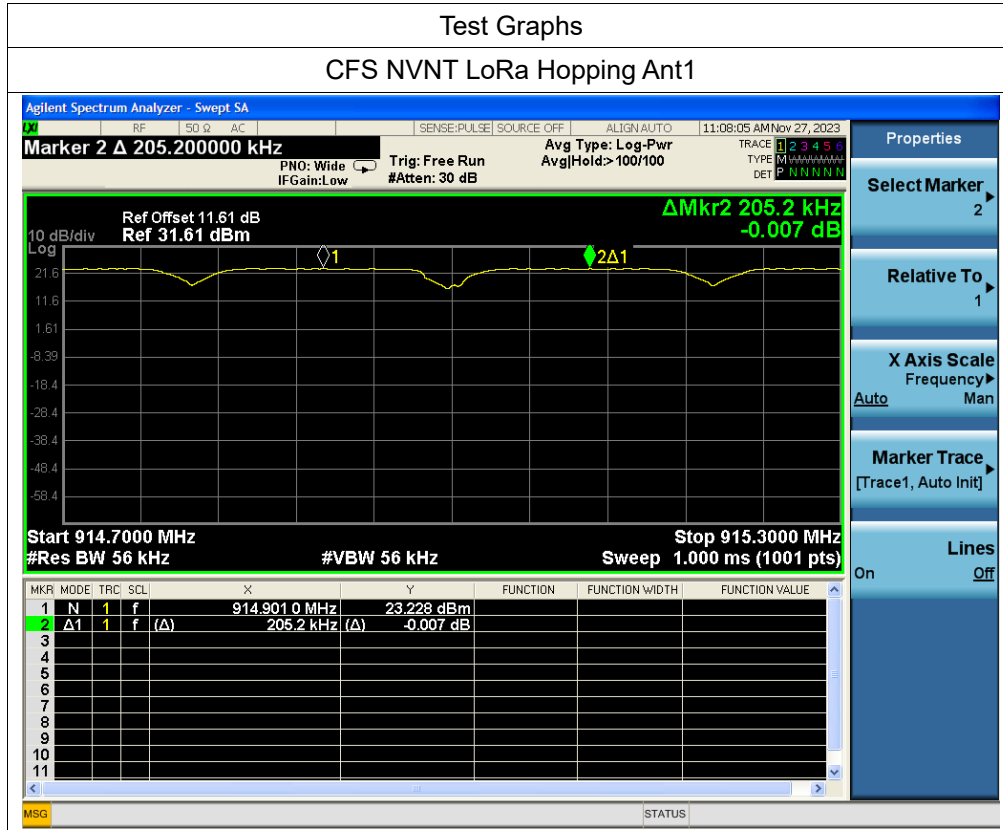 Test Graphs
CFS NVNT LoRa Hopping Ant1
Agilent Spectrum Analyzer - Swept SA
LXI RF 50 Ω AC SENSE:PULSE SOURCE OFF ALIGN AUTO 11:08:05 AM Nov 27, 2023
Marker 2 Δ 205.200000 kHz
PNO: Wide
IFGain:Low
Trig: Free Run
#Atten: 30 dB
Avg Type: Log-Pwr
Avg|Hold:> 100/100
TRACE 1 2 3 4 5 6
TYPE M
DET P N N N N N
ΔMkr2 205.2 kHz
-0.007 dB
Ref Offset 11.61 dB
10 dB/div Ref 31.61 dBm
Log
1
2Δ1
21.6
11.6
1.61
-8.39
-18.4
-28.4
-38.4
-48.4
-58.4
Start 914.7000 MHz Stop 915.3000 MHz
#Res BW 56 kHz #VBW 56 kHz Sweep 1.000 ms (1001 pts)
MKR MODE TRC SCL X Y FUNCTION FUNCTION WIDTH FUNCTION VALUE
1 N 1 f 914.901 0 MHz 23.228 dBm
2 Δ1 1 f (Δ) 205.2 kHz (Δ) -0.007 dB
3
4
5
6
7
8
9
10
11
MSG STATUS
Properties
Select Marker
2
Relative To
1
X Axis Scale
Frequency
Auto Man
Marker Trace
[Trace1, Auto Init]
Lines
On Off